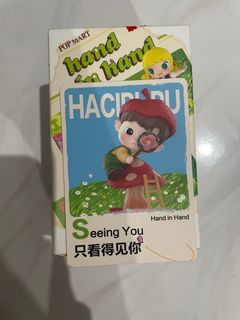 POP MART
hand
in hand
HACIPUPU
Hand in Hand
Seeing You
只看得见你